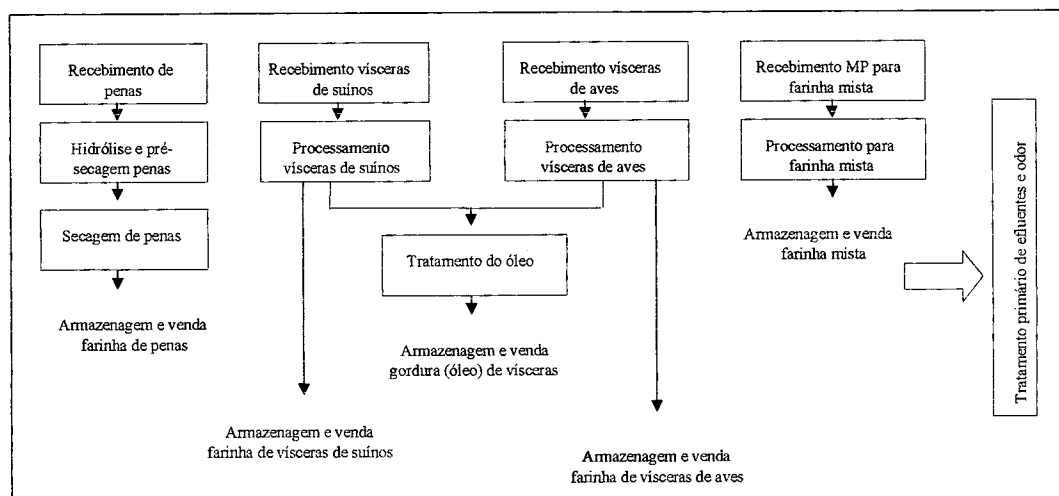 Recebimento de
penas
Hidrólise e pré-
secagem penas
Secagem de penas
Armazenagem e venda
farinha de penas
Recebimento vísceras
de suínos
Processamento
vísceras de suínos
Armazenagem e venda
farinha de vísceras de suínos
Tratamento do óleo
Armazenagem e venda
gordura (óleo) de vísceras
Recebimento vísceras
de aves
Processamento
vísceras de aves
Armazenagem e venda
farinha de vísceras de aves
Recebimento MP para
farinha mista
Processamento para
farinha mista
Armazenagem e venda
farinha mista
Tratamento primário de efluentes e odor